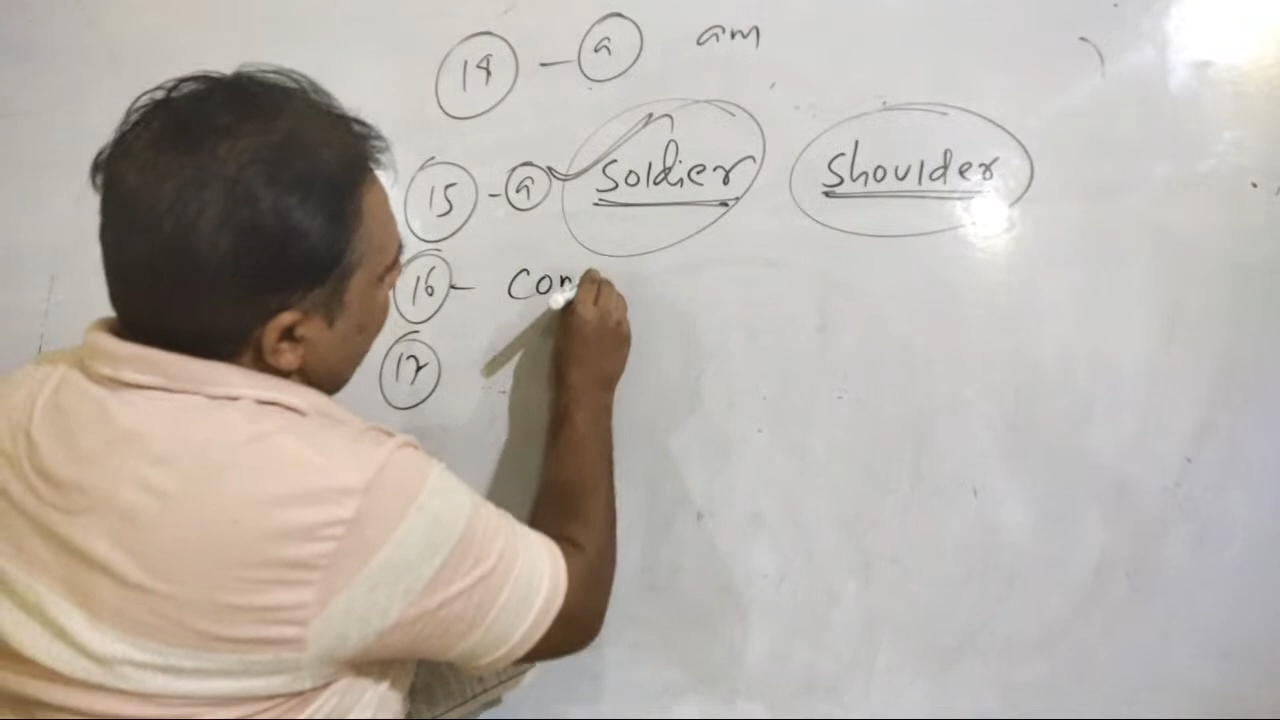 14 - a am
15 - a soldier shoulder
16 - con
17